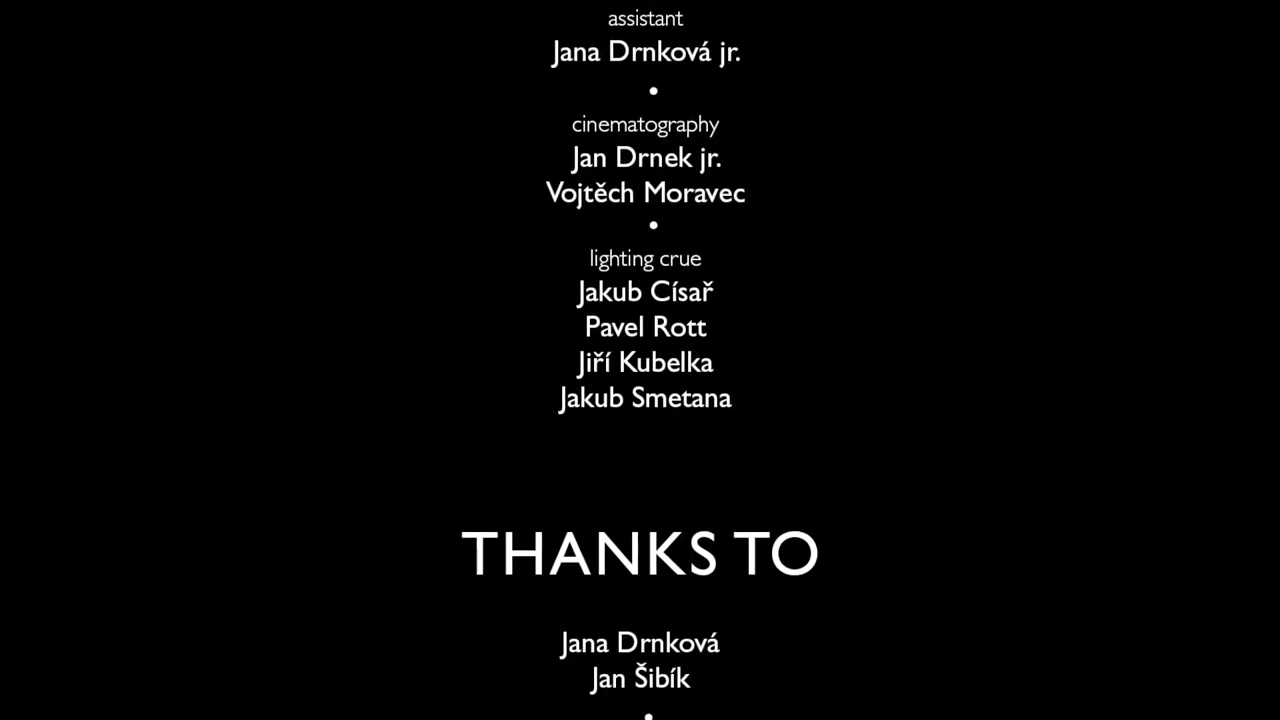 assistant
Jana Drnková jr.
•
cinematography
Jan Drnek jr.
Vojtěch Moravec
•
lighting crue
Jakub Císař
Pavel Rott
Jiří Kubelka
Jakub Smetana
THANKS TO
Jana Drnková
Jan Šibík
•